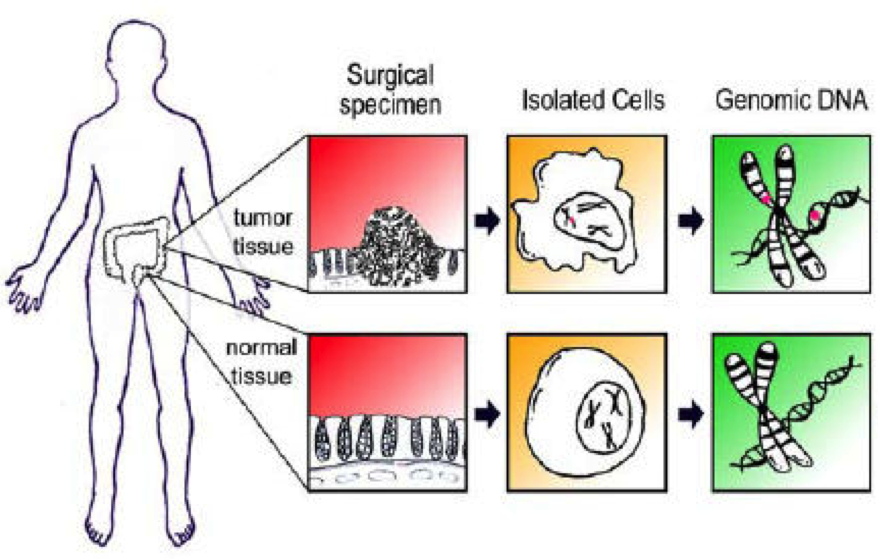 Surgical
specimen
Isolated Cells
Genomic DNA
tumor
tissue
normal
tissue